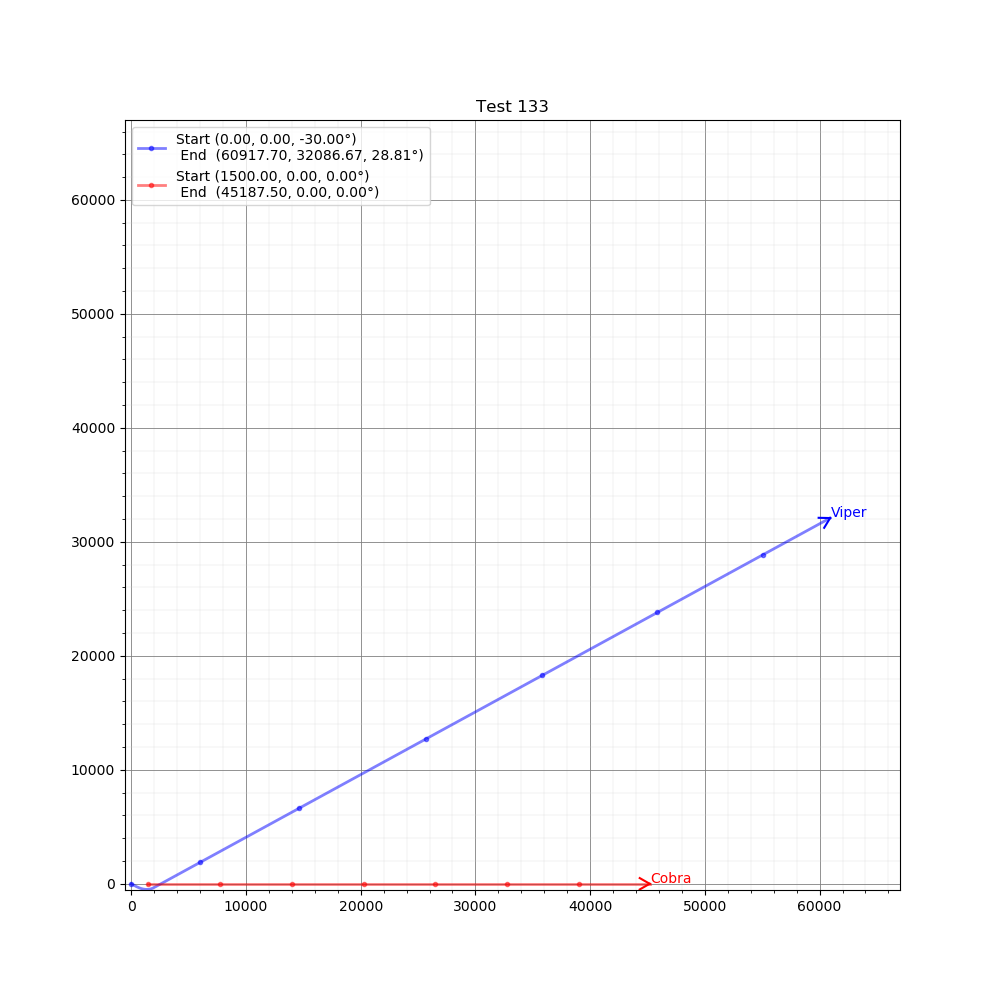 Test 133
Start (0.00, 0.00, -30.00°)
End (60917.70, 32086.67, 28.81°)
Start (1500.00, 0.00, 0.00°)
End (45187.50, 0.00, 0.00°)
60000
50000
40000
30000
20000
10000
0
Viper
Cobra
0
10000
20000
30000
40000
50000
60000